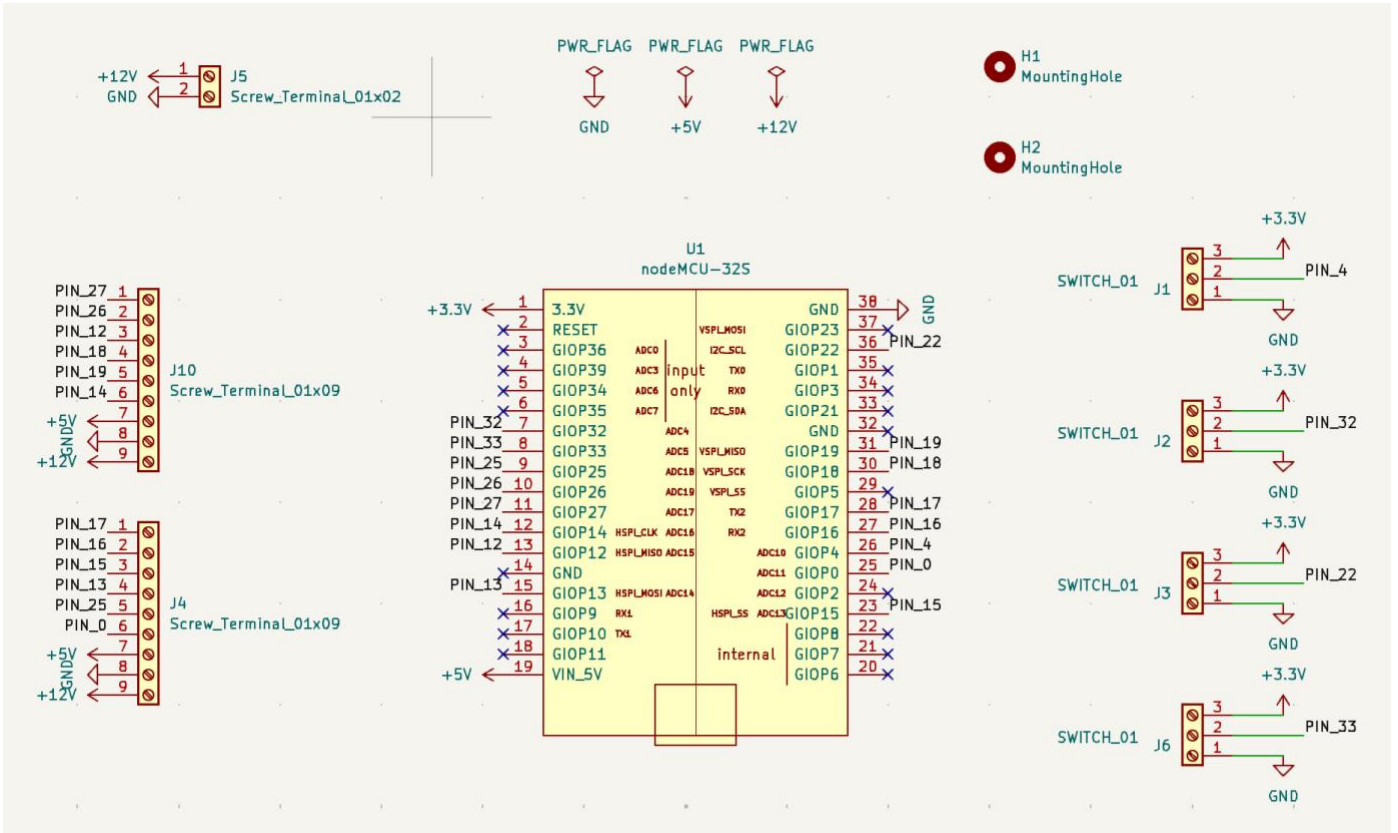 PWR_FLAG PWR_FLAG PWR_FLAG
GND +5V +12V
+12V 1 J5
GND 2 Screw_Terminal_01x02
H1
MountingHole
H2
MountingHole
PIN_27 1
PIN_26 2
PIN_12 3
PIN_18 4
PIN_19 5
PIN_14 6
+5V 7
GND 8
+12V 9
J10
Screw_Terminal_01x09
PIN_17 1
PIN_16 2
PIN_15 3
PIN_13 4
PIN_25 5
PIN_0 6
+5V 7
GND 8
+12V 9
J4
Screw_Terminal_01x09
U1
nodeMCU-32S
+3.3V 1 3.3V
2 RESET
3 GIOP36 ADC0
4 GIOP39 ADC3
5 GIOP34 ADC6
6 GIOP35 ADC7
input
only
PIN_32 7 GIOP32 ADC4
PIN_33 8 GIOP33 ADC5
PIN_25 9 GIOP25 ADC18
PIN_26 10 GIOP26 ADC19
PIN_27 11 GIOP27 ADC17
PIN_14 12 GIOP14 HSPI_CLK ADC16
PIN_12 13 GIOP12 HSPI_MISO ADC15
14 GND
PIN_13 15 GIOP13 HSPI_MOSI ADC14
16 GIOP9 RX1
17 GIOP10 TX1
18 GIOP11
+5V 19 VIN_5V
GND 38 GND
VSPI_MOSI GIOP23 37
I2C_SCL GIOP22 36 PIN_22
TX0 GIOP1 35
RX0 GIOP3 34
I2C_SDA GIOP21 33
GND 32
VSPI_MISO GIOP19 31 PIN_19
VSPI_SCK GIOP18 30 PIN_18
VSPI_SS GIOP5 29
TX2 GIOP17 28 PIN_17
RX2 GIOP16 27 PIN_16
ADC10 GIOP4 26 PIN_4
ADC11 GIOP0 25 PIN_0
ADC12 GIOP2 24
HSPI_SS ADC13 GIOP15 23 PIN_15
GIOP8 22
internal GIOP7 21
GIOP6 20
+3.3V
3
SWITCH_01 J1 2 PIN_4
1
GND
+3.3V
3
SWITCH_01 J2 2 PIN_32
1
GND
+3.3V
3
SWITCH_01 J3 2 PIN_22
1
GND
+3.3V
3
SWITCH_01 J6 2 PIN_33
1
GND